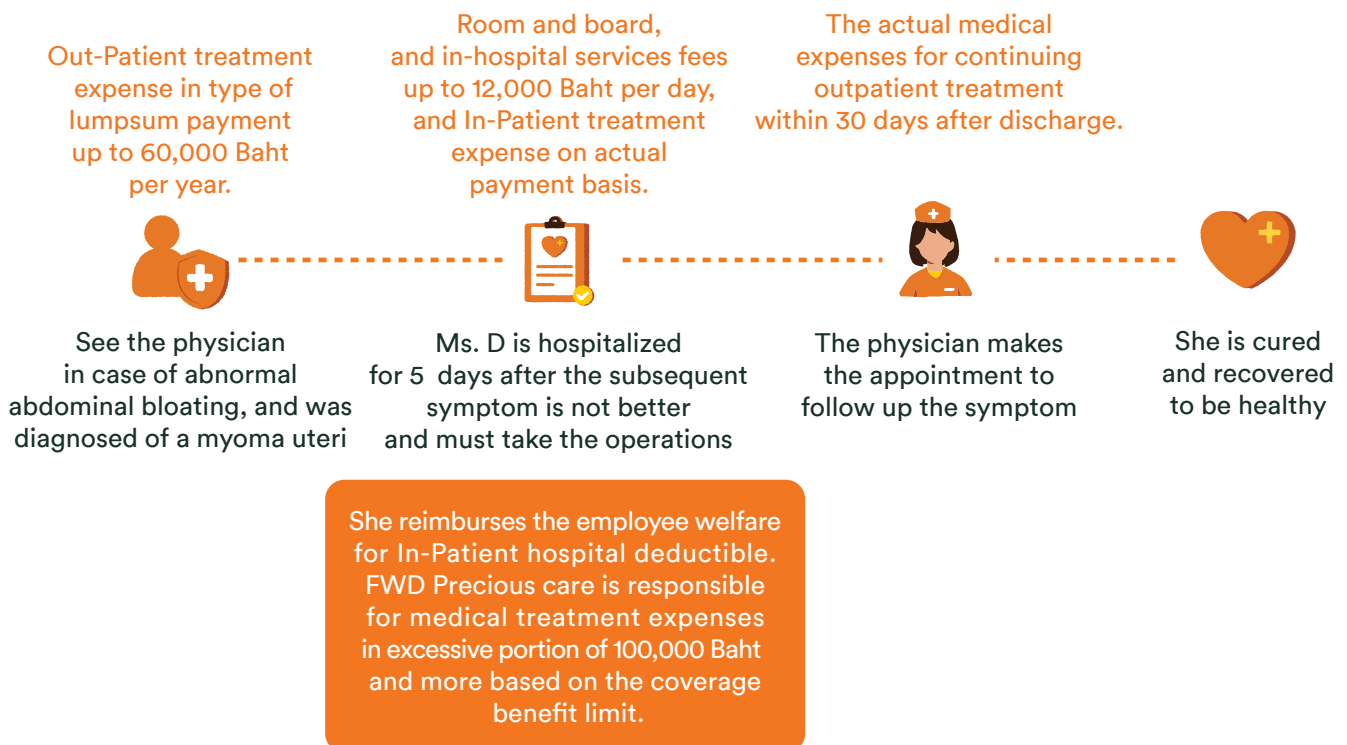 Out-Patient treatment
expense in type of
lumpsum payment
up to 60,000 Baht
per year.
Room and board,
and in-hospital services fees
up to 12,000 Baht per day,
and In-Patient treatment
expense on actual
payment basis.
The actual medical
expenses for continuing
outpatient treatment
within 30 days after discharge.
See the physician
in case of abnormal
abdominal bloating, and was
diagnosed of a myoma uteri
Ms. D is hospitalized
for 5 days after the subsequent
symptom is not better
and must take the operations
The physician makes
the appointment to
follow up the symptom
She is cured
and recovered
to be healthy
She reimburses the employee welfare
for In-Patient hospital deductible.
FWD Precious care is responsible
for medical treatment expenses
in excessive portion of 100,000 Baht
and more based on the coverage
benefit limit.